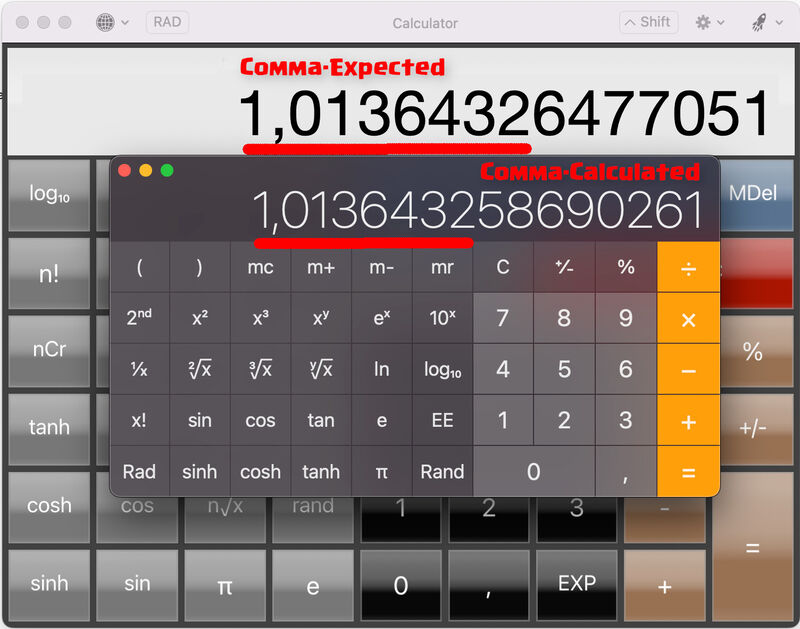 RAD Calculator Shift
Comma-Expected
1,01364326477051
Comma-Calculated
1,013643258690261
log₁₀ MDel
( ) mc m+ m- mr C ⁺∕₋ % ÷
n!
2ⁿᵈ x² x³ xʸ eˣ 10ˣ 7 8 9 ×
nCr %
¹∕x ²√x ³√x ʸ√x ln log₁₀ 4 5 6 −
x! sin cos tan e EE 1 2 3 +
tanh +/-
Rad sinh cosh tanh π Rand 0 , =
cosh cos n√x rand 1 2 3 -
=
sinh sin π e 0 , EXP +